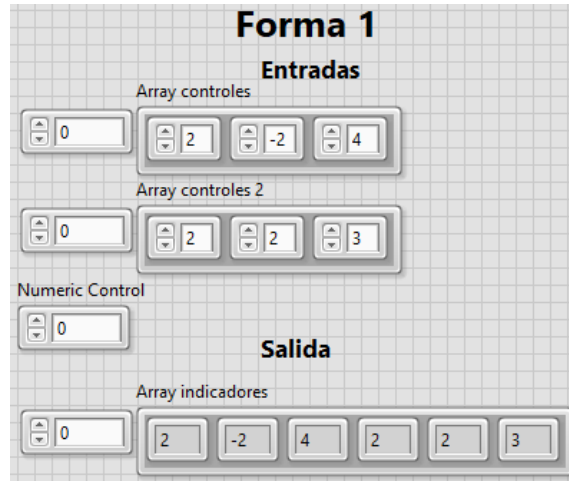 Forma 1
Entradas
Array controles
0 2 -2 4
Array controles 2
0 2 2 3
Numeric Control
0
Salida
Array indicadores
0 2 -2 4 2 2 3